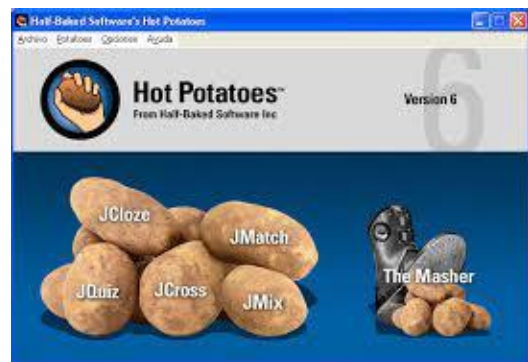 Half-Baked Software's Hot Potatoes
Archivo Potatoes Opciones Ayuda
Hot Potatoes™
From Half-Baked Software Inc
Version 6
6
JCloze
JMatch
JQuiz
JCross
JMix
The Masher